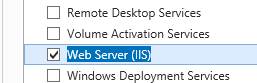 Remote Desktop Services
Volume Activation Services
Web Server (IIS)
Windows Deployment Services